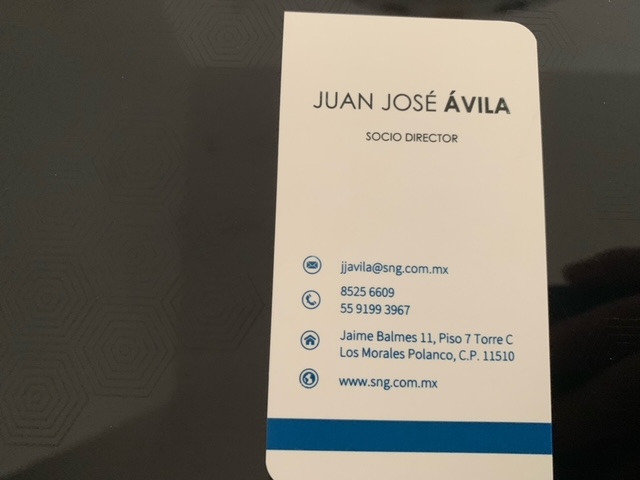 JUAN JOSÉ ÁVILA
SOCIO DIRECTOR
jjavila@sng.com.mx
8525 6609
55 9199 3967
Jaime Balmes 11, Piso 7 Torre C
Los Morales Polanco, C.P. 11510
www.sng.com.mx